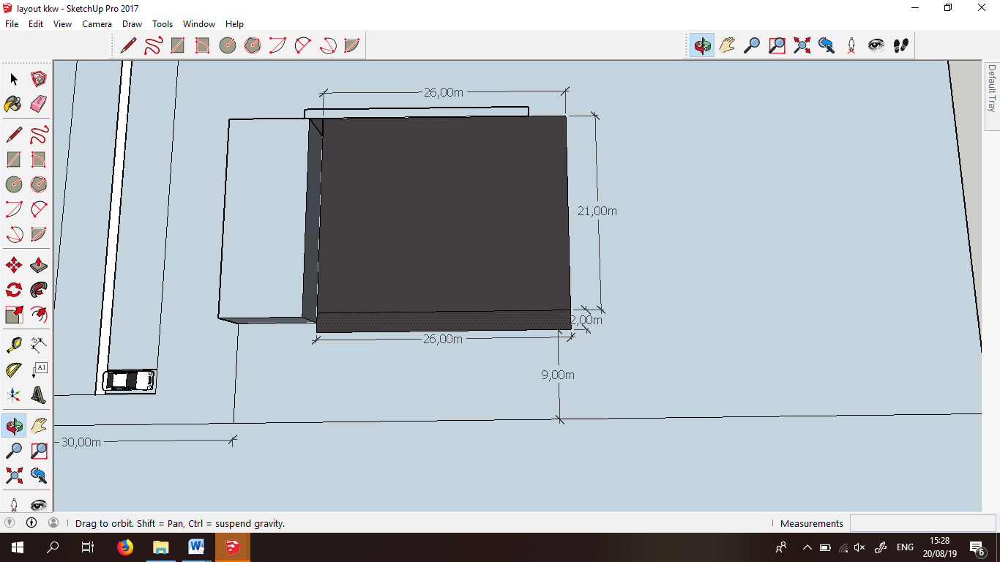 layout kkw - SketchUp Pro 2017
File Edit View Camera Draw Tools Window Help
Default Tray
26,00m
21,00m
2,00m
26,00m
9,00m
30,00m
A1
Drag to orbit. Shift = Pan, Ctrl = suspend gravity.
Measurements
W
ENG
15:28
20/08/19
6